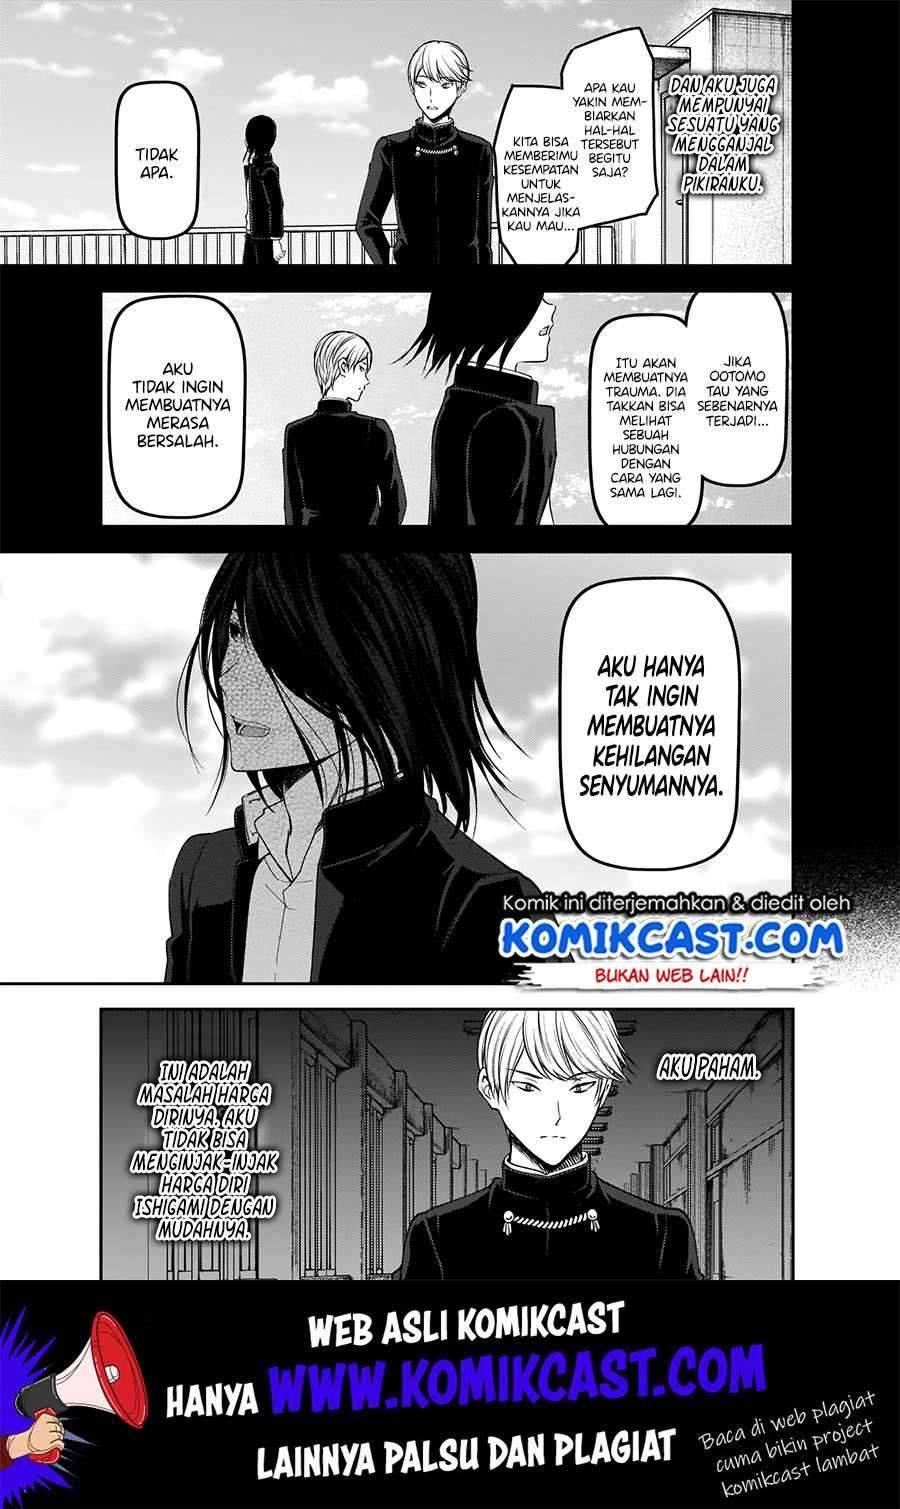 DAN AKU JUGA
MEMPUNYAI
SESUATU YANG
MENGGANJAL
DALAM
PIKIRANKU.
APA KAU
YAKIN MEM-
BIARKAN
HAL-HAL
TERSEBUT
BEGITU
SAJA?
KITA BISA
MEMBERIMU
KESEMPATAN
UNTUK
MENJELAS-
KANNYA JIKA
KAU MAU...
TIDAK
APA.
JIKA
OOTOMO
TAU YANG
SEBENARNYA
TERJADI...
ITU AKAN
MEMBUATNYA
TRAUMA. DIA
TAKKAN BISA
MELIHAT
SEBUAH
HUBUNGAN
DENGAN
CARA YANG
SAMA LAGI.
AKU
TIDAK INGIN
MEMBUATNYA
MERASA
BERSALAH.
AKU HANYA
TAK INGIN
MEMBUATNYA
KEHILANGAN
SENYUMANNYA.
Komik ini diterjemahkan & diedit oleh
KOMIKCAST.COM
BUKAN WEB LAIN!!
AKU PAHAM.
INI ADALAH
MASALAH HARGA
DIRINYA. AKU
TIDAK BISA
MENGINJAK-INJAK
HARGA DIRI
ISHIGAMI DENGAN
MUDAHNYA.
WEB ASLI KOMIKCAST
HANYA WWW.KOMIKCAST.COM
LAINNYA PALSU DAN PLAGIAT
Baca di web plagiat
cuma bikin project
komikcast lambat